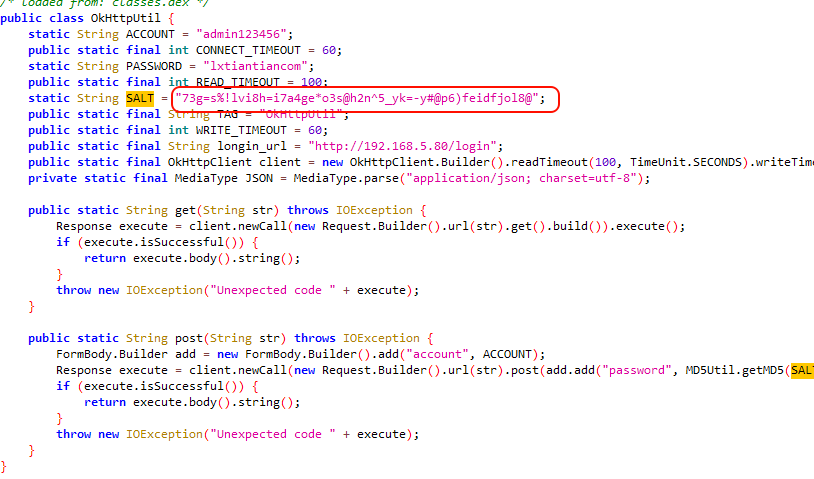 /* loaded from: classes.dex */
public class OkHttpUtil {
    static String ACCOUNT = "admin123456";
    public static final int CONNECT_TIMEOUT = 60;
    static String PASSWORD = "lxtiantiancom";
    public static final int READ_TIMEOUT = 100;
    static String SALT = "73g=s%!lvi8h=i7a4ge*o3s@h2n^5_yk=-y#@p6)feidfjol8@";
    public static final String TAG = "OkHttpUtil";
    public static final int WRITE_TIMEOUT = 60;
    public static final String longin_url = "http://192.168.5.80/login";
    public static final OkHttpClient client = new OkHttpClient.Builder().readTimeout(100, TimeUnit.SECONDS).writeTime
    private static final MediaType JSON = MediaType.parse("application/json; charset=utf-8");
    public static String get(String str) throws IOException {
        Response execute = client.newCall(new Request.Builder().url(str).get().build()).execute();
        if (execute.isSuccessful()) {
            return execute.body().string();
        }
        throw new IOException("Unexpected code " + execute);
    }
    public static String post(String str) throws IOException {
        FormBody.Builder add = new FormBody.Builder().add("account", ACCOUNT);
        Response execute = client.newCall(new Request.Builder().url(str).post(add.add("password", MD5Util.getMD5(SALT
        if (execute.isSuccessful()) {
            return execute.body().string();
        }
        throw new IOException("Unexpected code " + execute);
    }
}